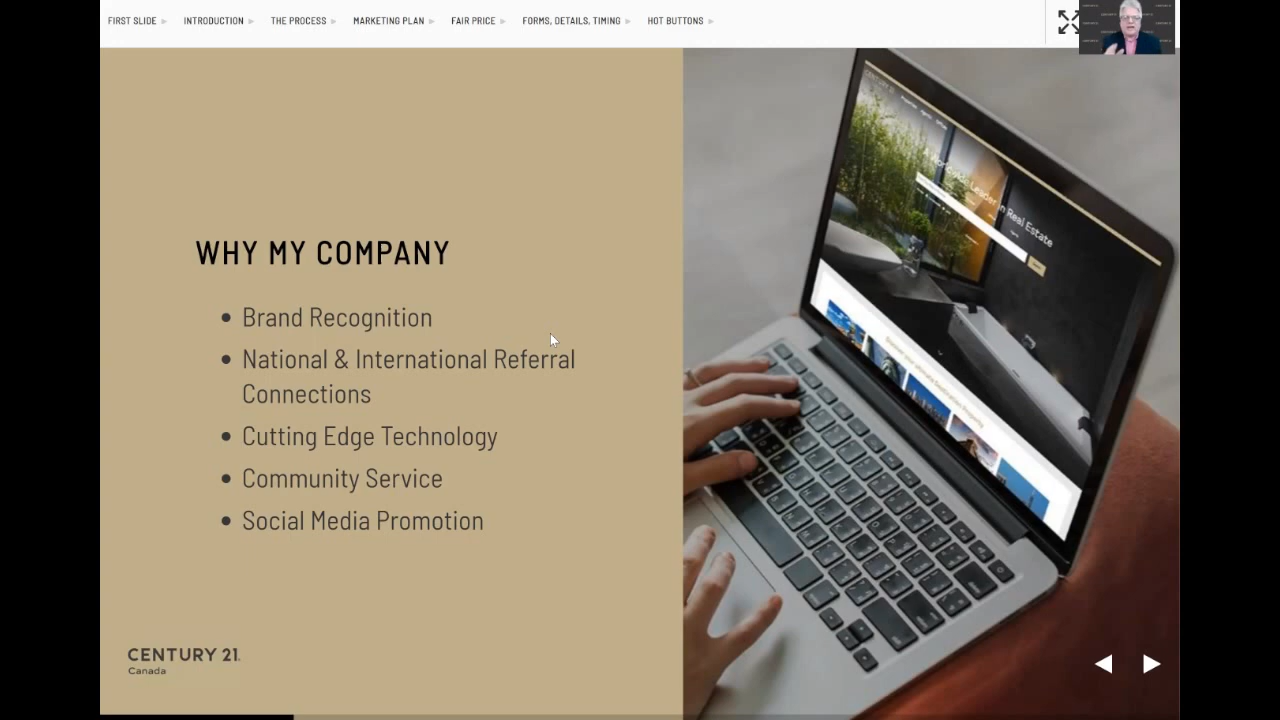 FIRST SLIDE
INTRODUCTION
THE PROCESS
MARKETING PLAN
FAIR PRICE
FORMS, DETAILS, TIMING
HOT BUTTONS
WHY MY COMPANY
Brand Recognition
National & International Referral
Connections
Cutting Edge Technology
Community Service
Social Media Promotion
CENTURY 21
Canada
Leader in Real Estate